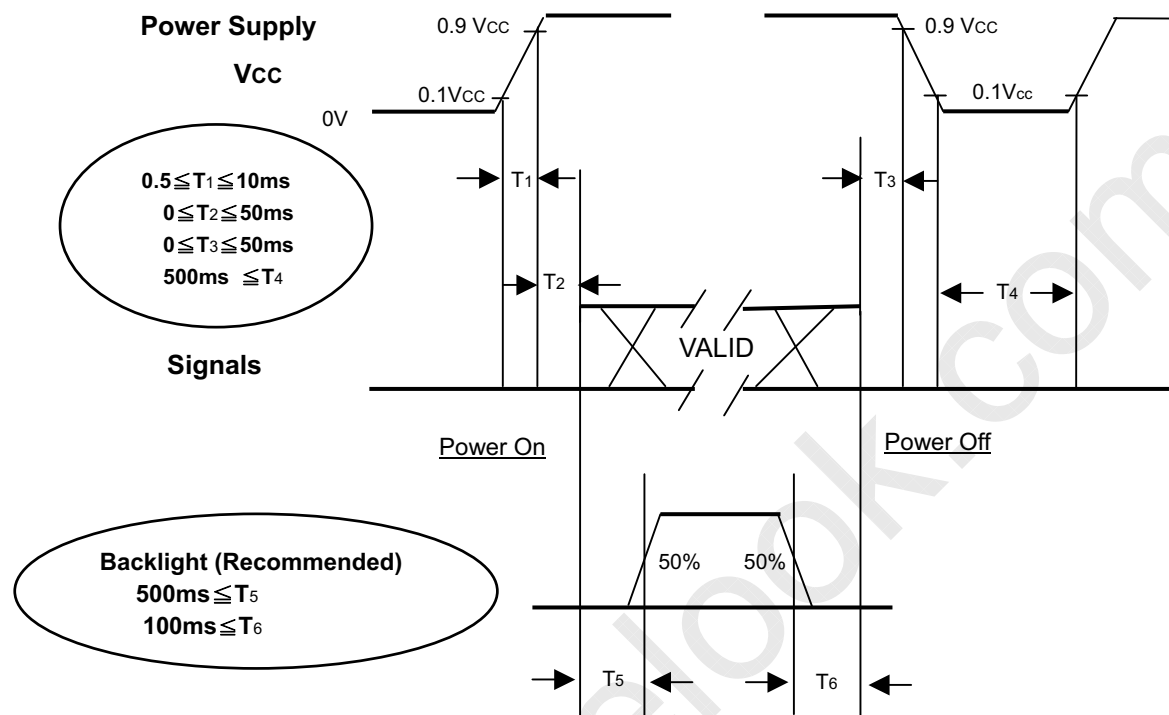 Power Supply
VCC
0.9 VCC
0.9 VCC
0.1VCC
0.1Vcc
0V
0.5≦T1≦10ms
0≦T2≦50ms
0≦T3≦50ms
500ms ≦T4
T1
T3
T2
T4
VALID
Signals
Power On
Power Off
Backlight (Recommended)
500ms≦T5
100ms≦T6
50%
50%
T5
T6
elook.com